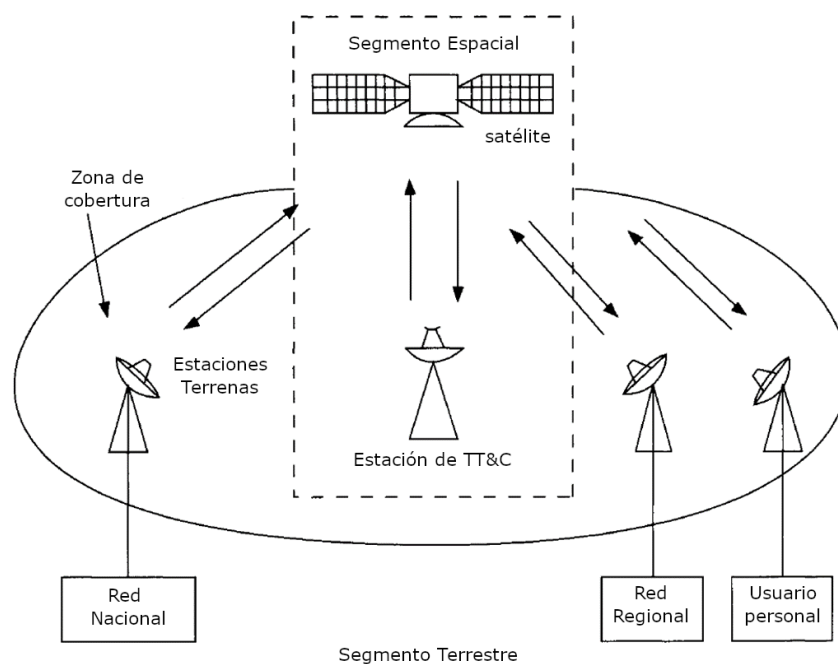 Segmento Espacial
satélite
Zona de
cobertura
Estaciones
Terrenas
Estación de TT&C
Red
Nacional
Red
Regional
Usuario
personal
Segmento Terrestre